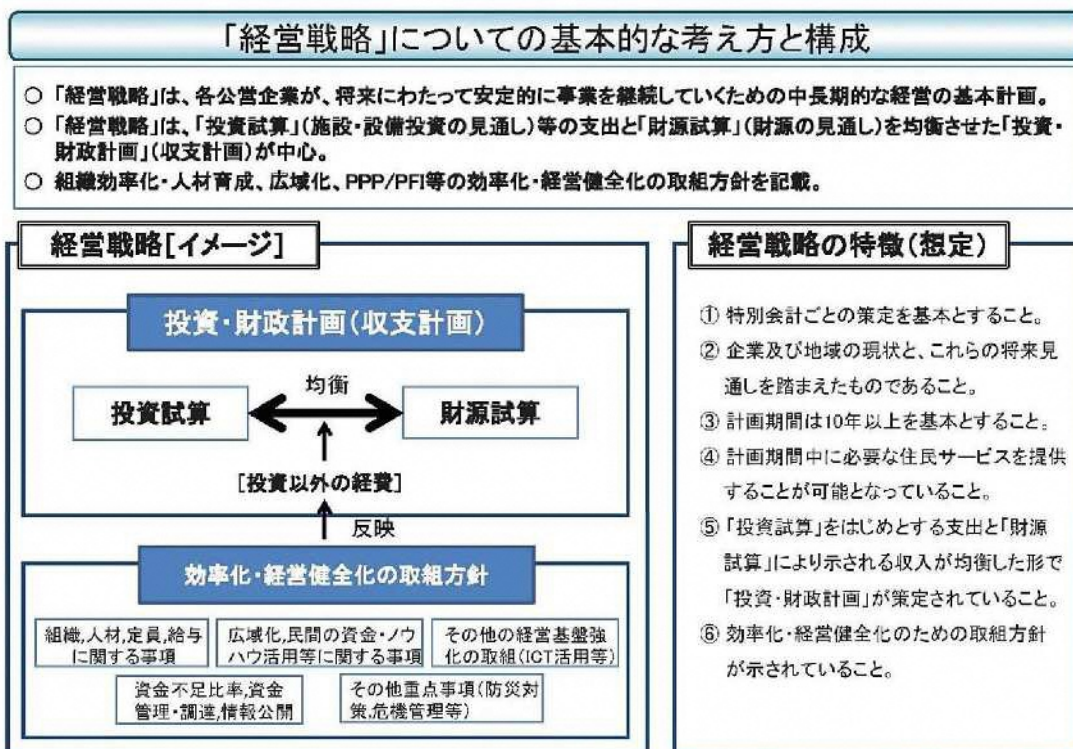 「経営戦略」についての基本的な考え方と構成
○ 「経営戦略」は、各公営企業が、将来にわたって安定的に事業を継続していくための中長期的な経営の基本計画。
○ 「経営戦略」は、「投資試算」(施設・設備投資の見通し)等の支出と「財源試算」(財源の見通し)を均衡させた「投資・
財政計画」(収支計画)が中心。
○ 組織効率化・人材育成、広域化、PPP/PFI等の効率化・経営健全化の取組方針を記載。
経営戦略[イメージ]
投資・財政計画(収支計画)
均衡
投資試算
財源試算
[投資以外の経費]
反映
効率化・経営健全化の取組方針
組織,人材,定員,給与
に関する事項
広域化,民間の資金・ノウ
ハウ活用等に関する事項
その他の経営基盤強
化の取組(ICT活用等)
資金不足比率,資金
管理・調達,情報公開
その他重点事項(防災対
策,危機管理等)
経営戦略の特徴(想定)
① 特別会計ごとの策定を基本とすること。
② 企業及び地域の現状と、これらの将来見
通しを踏まえたものであること。
③ 計画期間は10年以上を基本とすること。
④ 計画期間中に必要な住民サービスを提供
することが可能となっていること。
⑤ 「投資試算」をはじめとする支出と「財源
試算」により示される収入が均衡した形で
「投資・財政計画」が策定されていること。
⑥ 効率化・経営健全化のための取組方針
が示されていること。